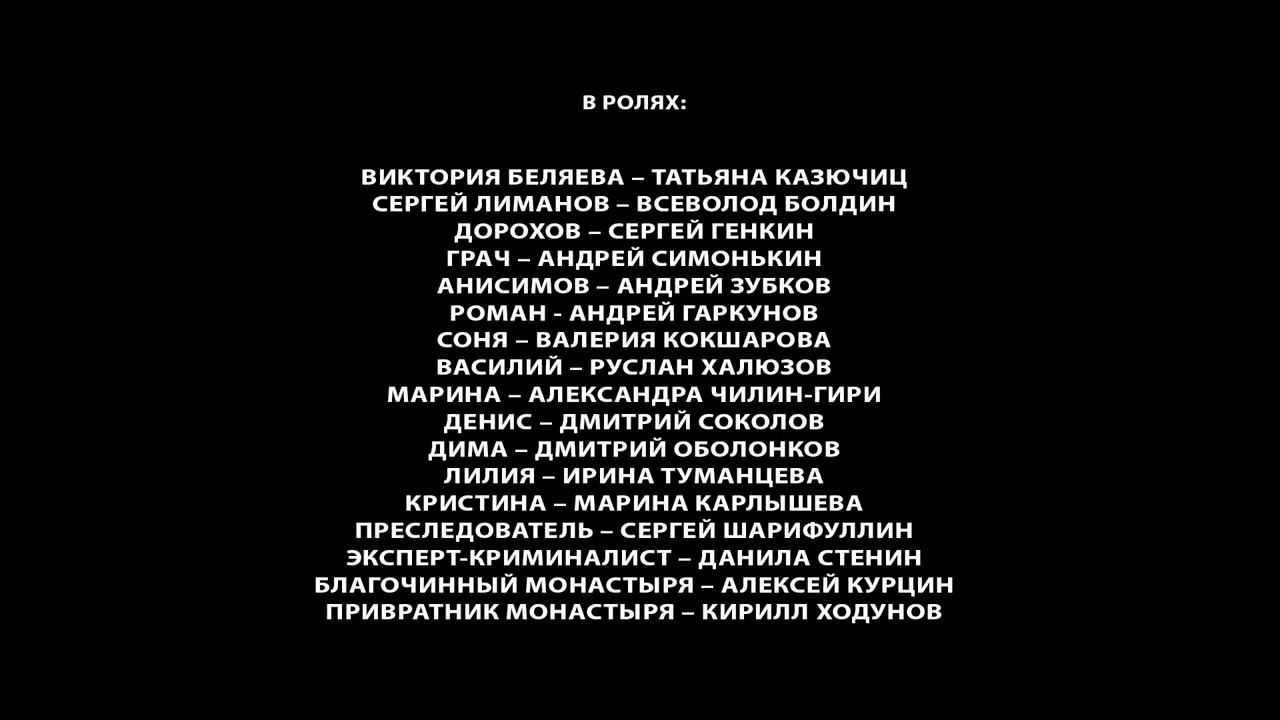 В РОЛЯХ:
ВИКТОРИЯ БЕЛЯЕВА – ТАТЬЯНА КАЗЮЧИЦ
СЕРГЕЙ ЛИМАНОВ – ВСЕВОЛОД БОЛДИН
ДОРОХОВ – СЕРГЕЙ ГЕНКИН
ГРАЧ – АНДРЕЙ СИМОНЬКИН
АНИСИМОВ – АНДРЕЙ ЗУБКОВ
РОМАН - АНДРЕЙ ГАРКУНОВ
СОНЯ – ВАЛЕРИЯ КОКШАРОВА
ВАСИЛИЙ – РУСЛАН ХАЛЮЗОВ
МАРИНА – АЛЕКСАНДРА ЧИЛИН-ГИРИ
ДЕНИС – ДМИТРИЙ СОКОЛОВ
ДИМА – ДМИТРИЙ ОБОЛОНКОВ
ЛИЛИЯ – ИРИНА ТУМАНЦЕВА
КРИСТИНА – МАРИНА КАРЛЫШЕВА
ПРЕСЛЕДОВАТЕЛЬ – СЕРГЕЙ ШАРИФУЛЛИН
ЭКСПЕРТ-КРИМИНАЛИСТ – ДАНИЛА СТЕНИН
БЛАГОЧИННЫЙ МОНАСТЫРЯ – АЛЕКСЕЙ КУРЦИН
ПРИВРАТНИК МОНАСТЫРЯ – КИРИЛЛ ХОДУНОВ